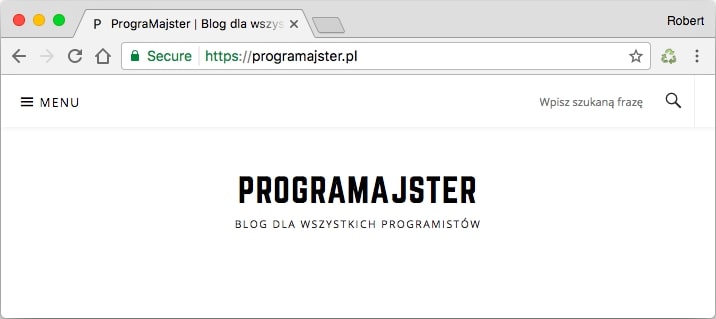 P PrograMajster | Blog dla wszys
Robert
Secure https://programajster.pl
MENU
Wpisz szukaną frazę
PROGRAMAJSTER
BLOG DLA WSZYSTKICH PROGRAMISTÓW